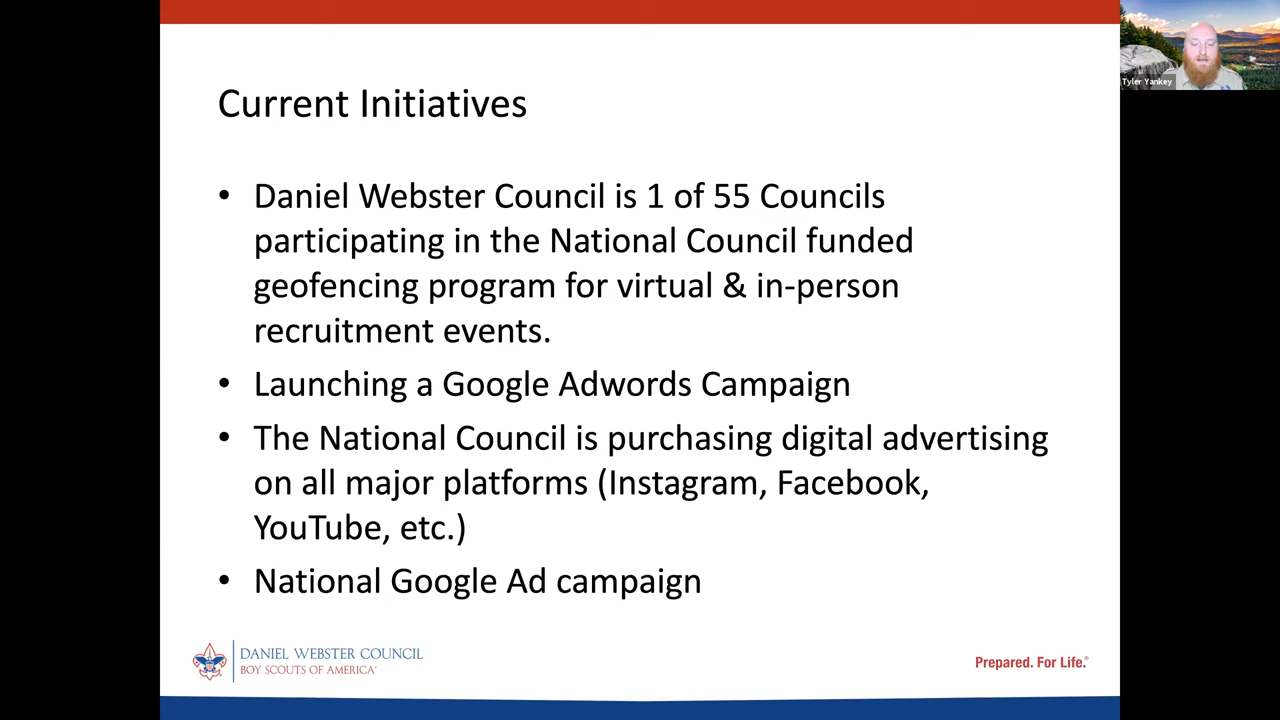 Tyler Yankey
Current Initiatives
• Daniel Webster Council is 1 of 55 Councils
participating in the National Council funded
geofencing program for virtual & in-person
recruitment events.
• Launching a Google Adwords Campaign
• The National Council is purchasing digital advertising
on all major platforms (Instagram, Facebook,
YouTube, etc.)
• National Google Ad campaign
DANIEL WEBSTER COUNCIL
BOY SCOUTS OF AMERICA®
Prepared. For Life.®